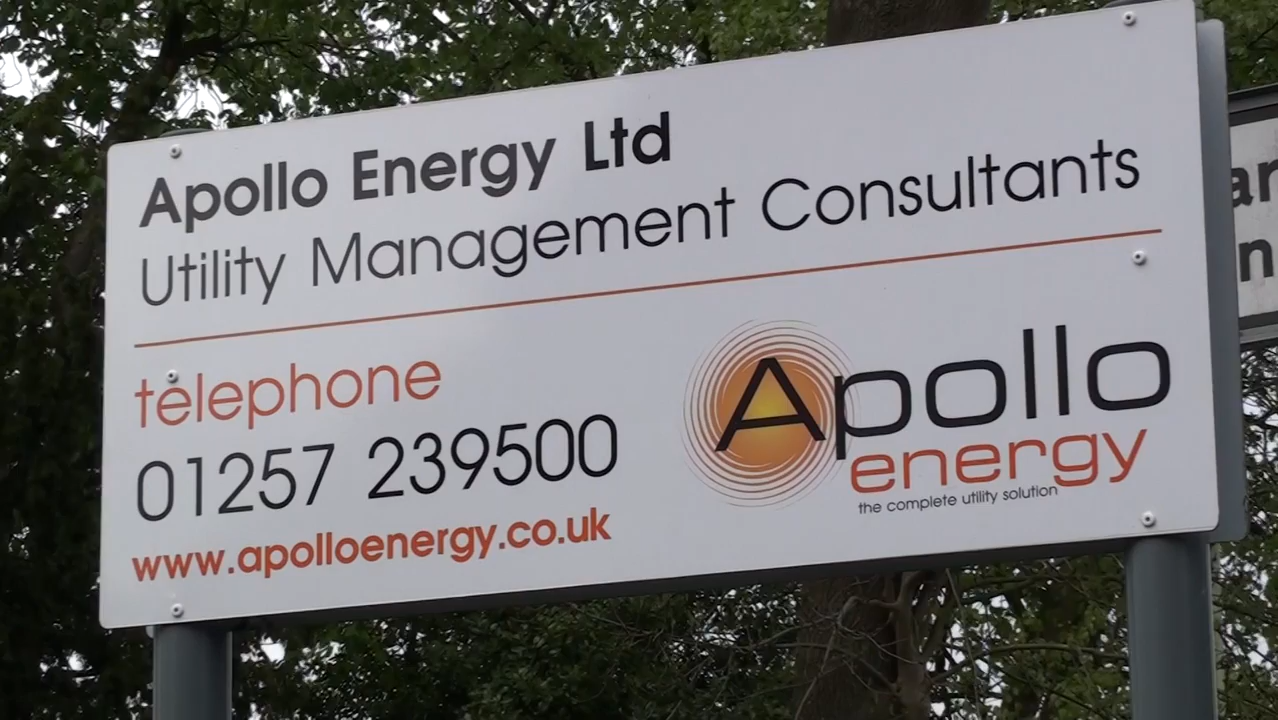 Apollo Energy Ltd
Utility Management Consultants
telephone
01257 239500
www.apolloenergy.co.uk
Apollo
energy
the complete utility solution